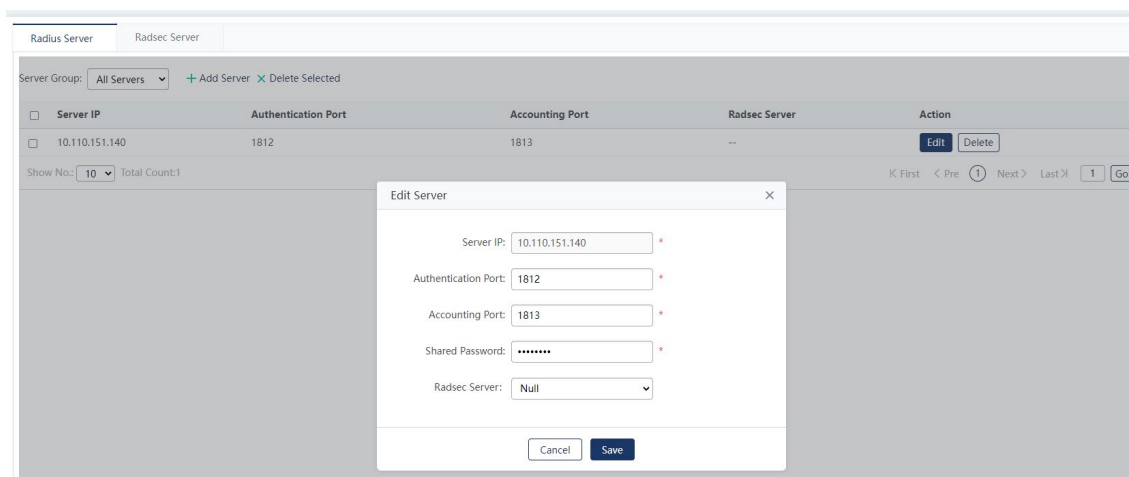 Radius Server Radsec Server
Server Group: All Servers + Add Server × Delete Selected
Server IP Authentication Port Accounting Port Radsec Server Action
10.110.151.140 1812 1813 -- Edit Delete
Show No.: 10 Total Count:1 First < Pre 1 Next > Last 1 Go
Edit Server ×
Server IP: 10.110.151.140 *
Authentication Port: 1812 *
Accounting Port: 1813 *
Shared Password: •••••••• *
Radsec Server: Null
Cancel Save